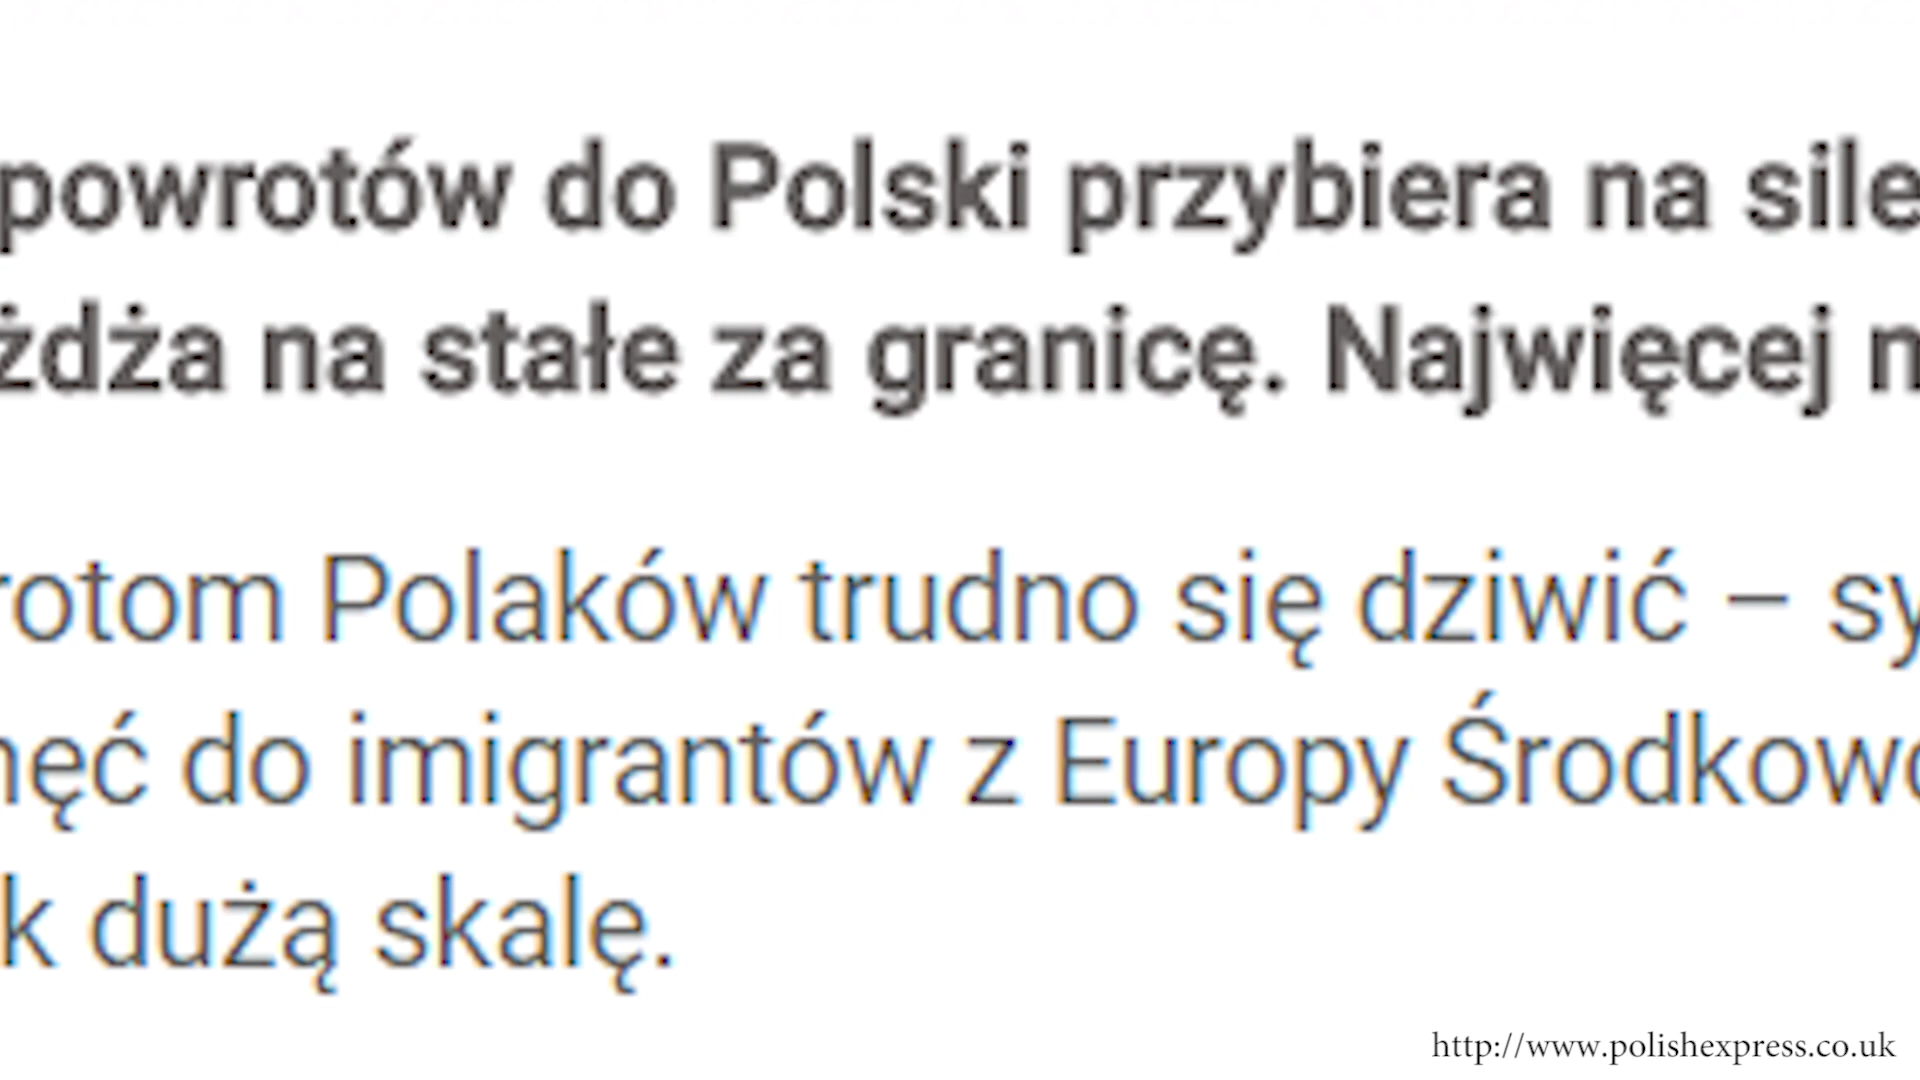 powrotów do Polski przybiera na sile
żdża na stałe za granicę. Najwięcej
rotom Polaków trudno się dziwić – sy
nęć do imigrantów z Europy Środkowo
k dużą skalę.
http://www.polishexpress.co.uk